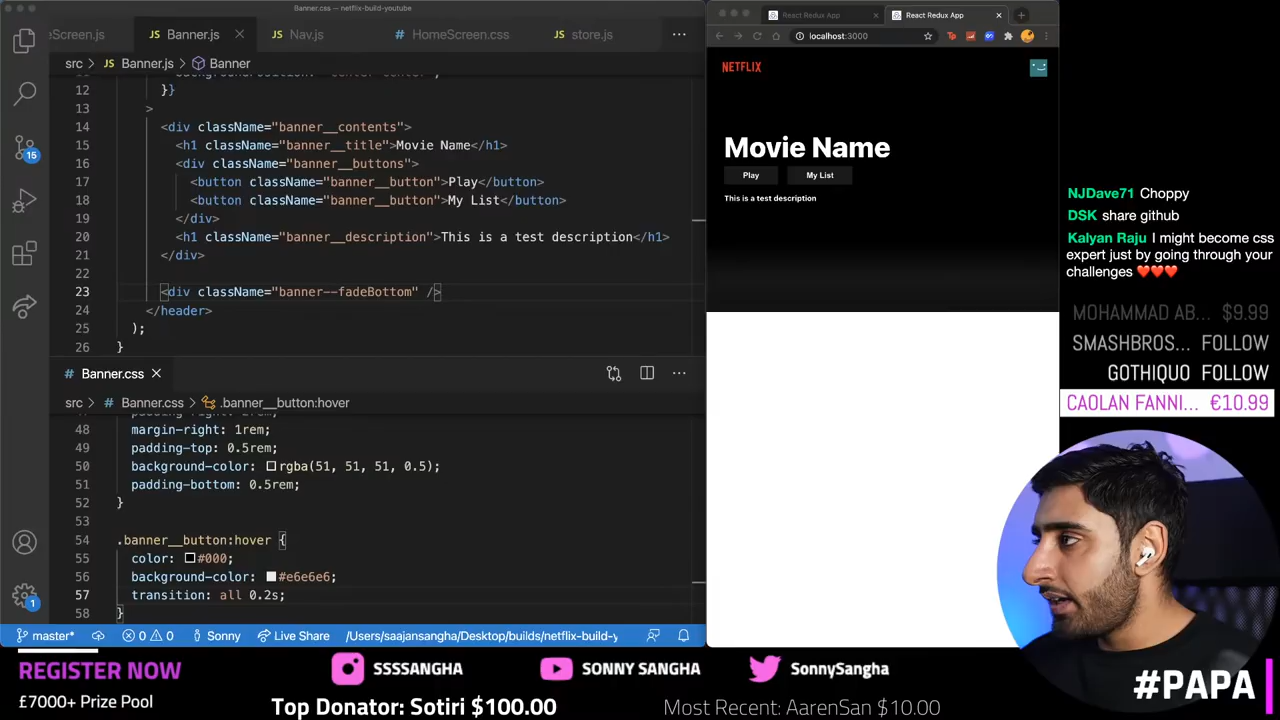 Banner.css — netflix-build-youtube
eScreen.js
JS Banner.js
JS Nav.js
# HomeScreen.css
JS store.js
src > JS Banner.js > Banner
12 }}
13 >
14 <div className="banner__contents">
15 <h1 className="banner__title">Movie Name</h1>
16 <div className="banner__buttons">
17 <button className="banner__button">Play</button>
18 <button className="banner__button">My List</button>
19 </div>
20 <h1 className="banner__description">This is a test description</h1>
21 </div>
22
23 <div className="banner--fadeBottom" />
24 </header>
25 );
26 }
# Banner.css
src > # Banner.css > .banner__button:hover
48 margin-right: 1rem;
49 padding-top: 0.5rem;
50 background-color: rgba(51, 51, 51, 0.5);
51 padding-bottom: 0.5rem;
52 }
53
54 .banner__button:hover {
55 color: #000;
56 background-color: #e6e6e6;
57 transition: all 0.2s;
58 }
15
1
master* 0 0 Sonny Live Share /Users/saajansangha/Desktop/builds/netflix-build-y
React Redux App
React Redux App
localhost:3000
NETFLIX
Movie Name
Play
My List
This is a test description
NJDave71 Choppy
DSK share github
Kalyan Raju I might become css
expert just by going through your
challenges ❤️❤️❤️
MOHAMMAD AB... $9.99
SMASHBROS... FOLLOW
GOTHIQUO FOLLOW
CAOLAN FANNI... €10.99
REGISTER NOW
£7000+ Prize Pool
SSSSANGHA
SONNY SANGHA
SonnySangha
Top Donator: Sotiri $100.00
Most Recent: AarenSan $10.00
#PAPA